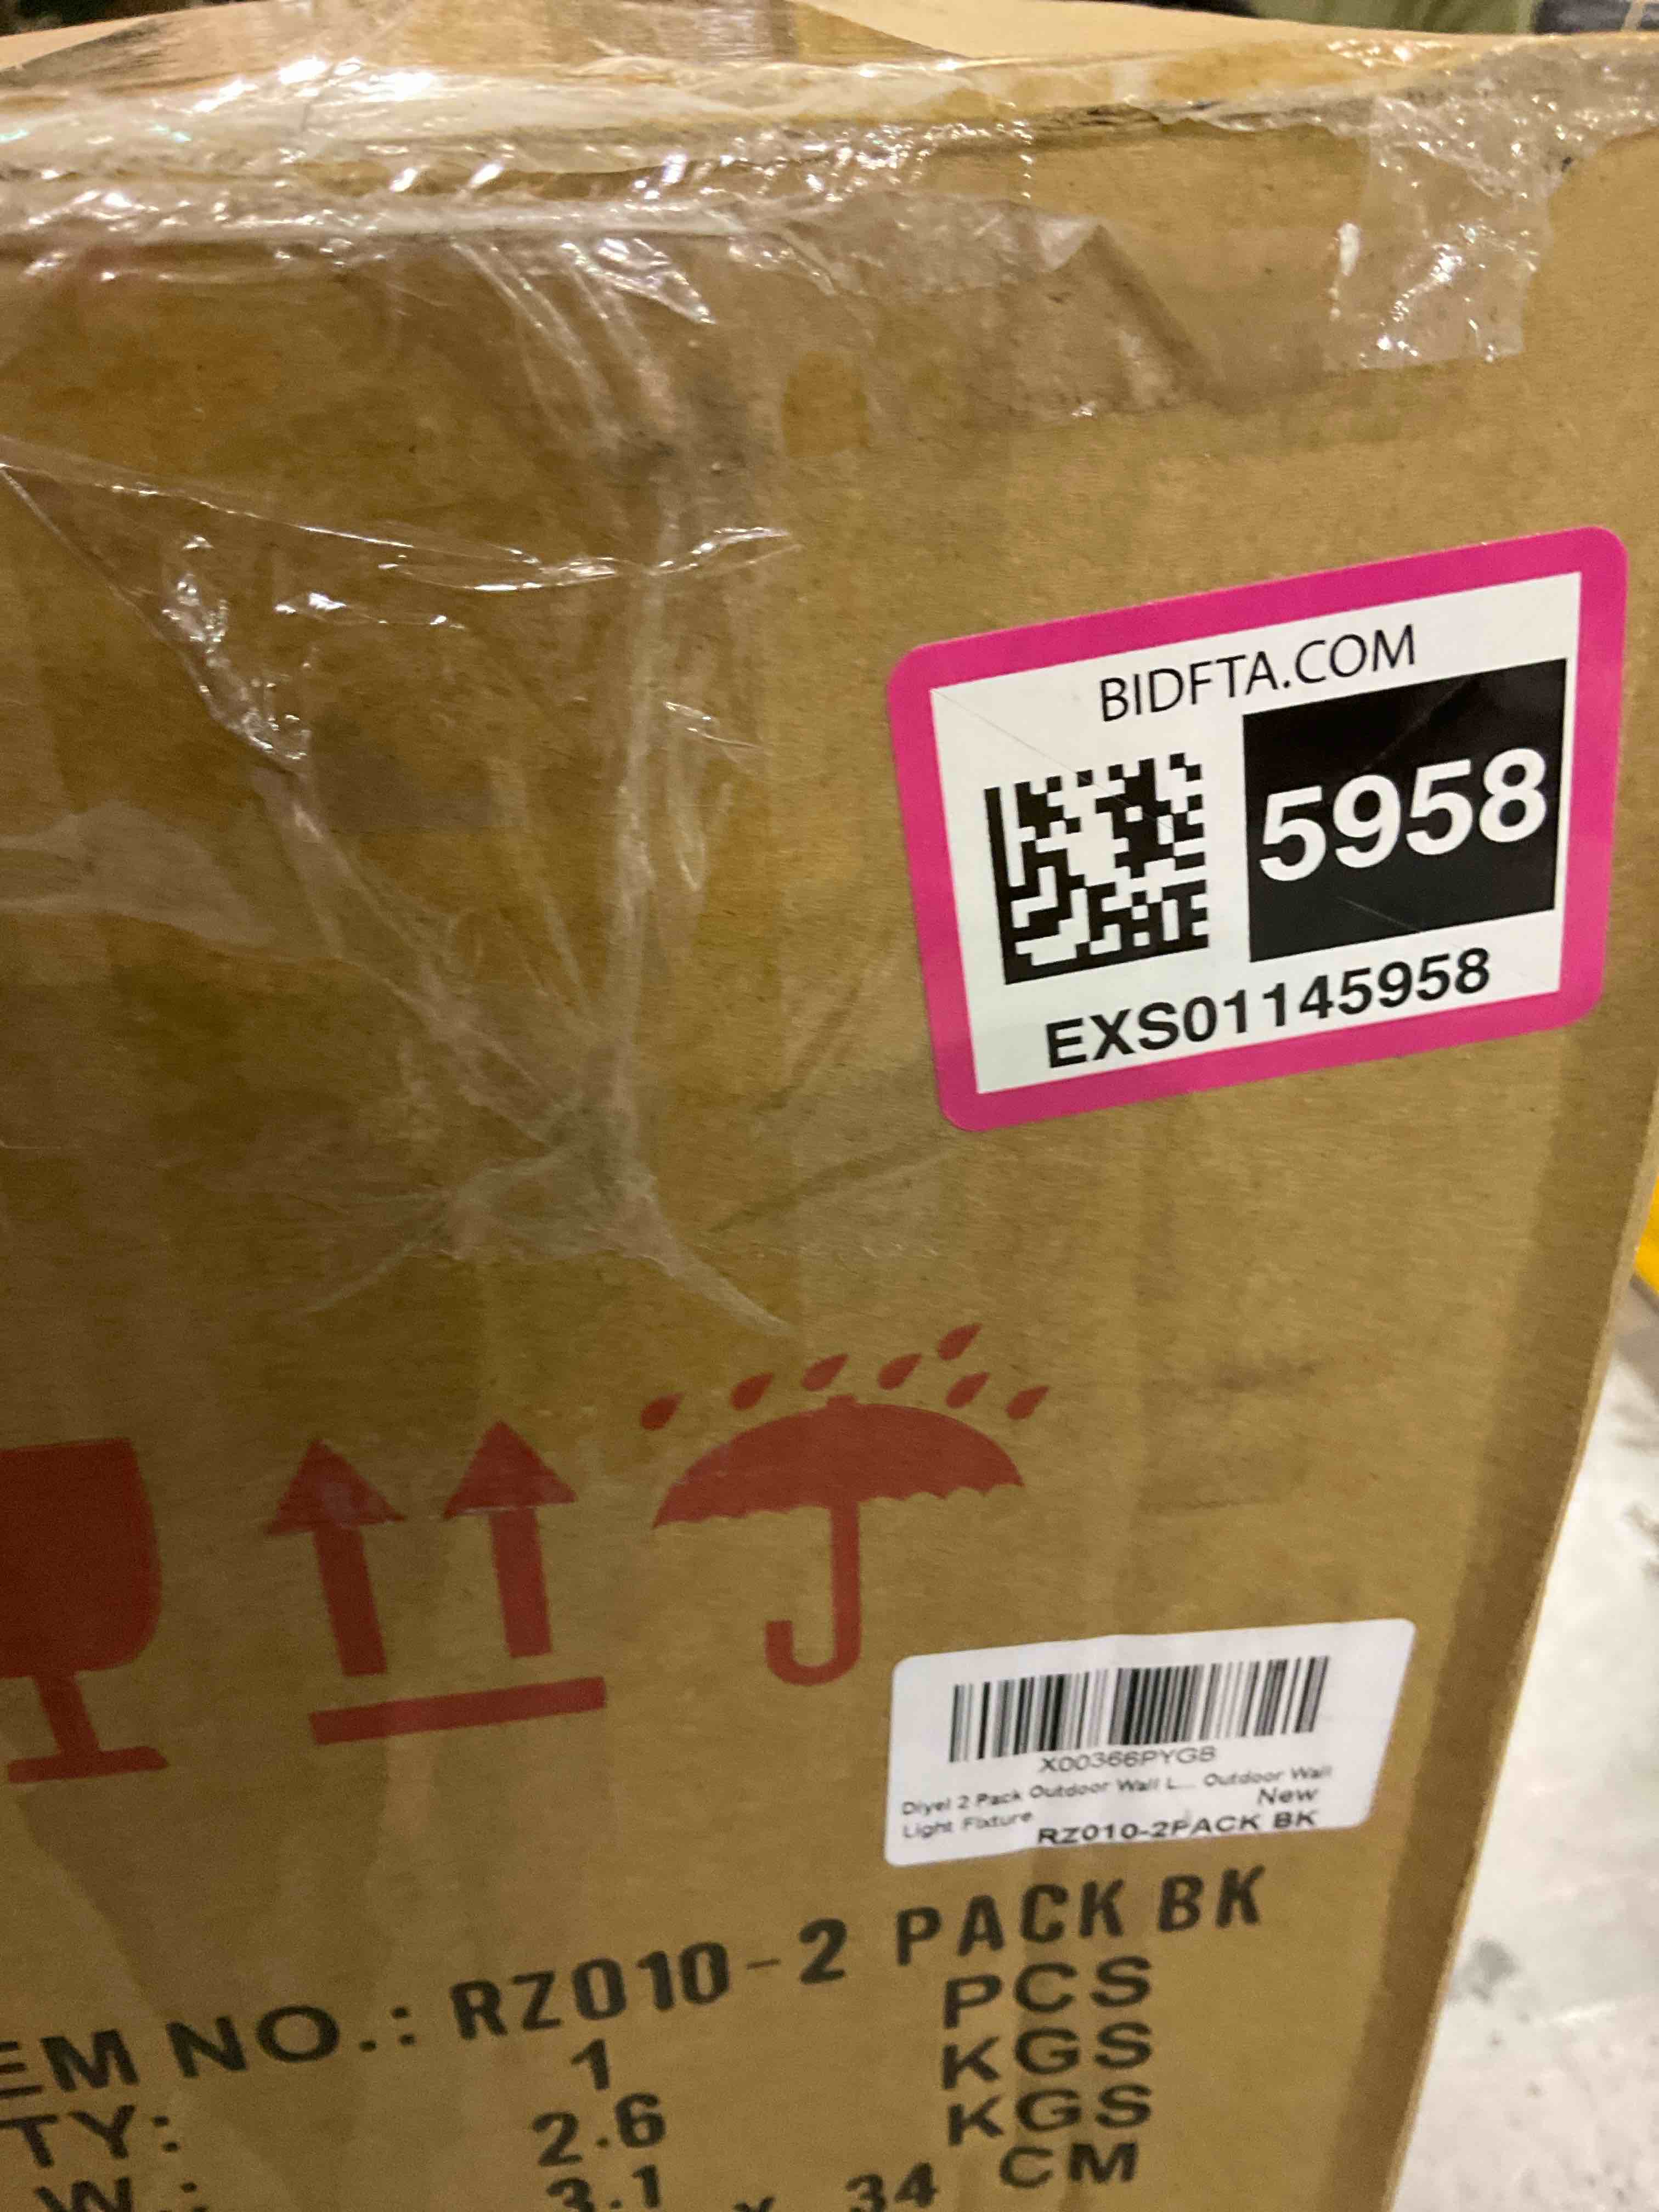 BIDFTA.COM
5958
EXS01145958
X00366PYGB
Diyel 2 Pack Outdoor Wall L... Outdoor Wall
Light Fixture
New
RZ010-2PACK BK
EM NO.: RZ010-2 PACK BK
TY: 1 PCS
W.: 2.6 KGS
3.1 KGS
x 34 CM